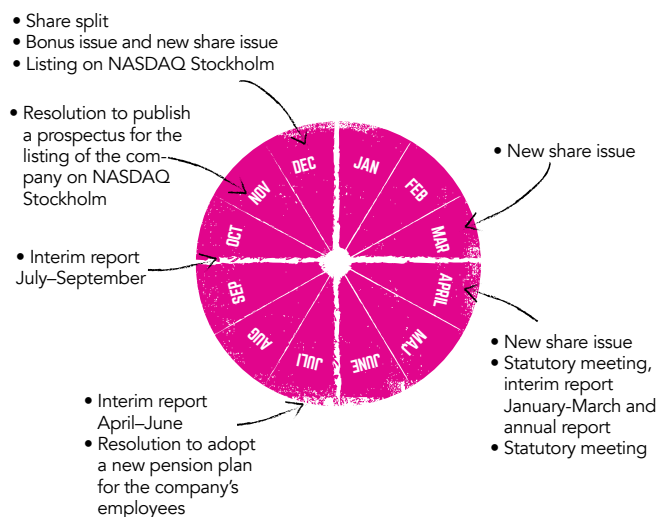 • Share split
• Bonus issue and new share issue
• Listing on NASDAQ Stockholm
• Resolution to publish
a prospectus for the
listing of the com-
pany on NASDAQ
Stockholm
• Interim report
July–September
• Interim report
April–June
• Resolution to adopt
a new pension plan
for the company's
employees
JAN
FEB
MAR
APRIL
MAJ
JUNE
JULI
AUG
SEP
OCT
NOV
DEC
• New share issue
• New share issue
• Statutory meeting,
interim report
January-March and
annual report
• Statutory meeting